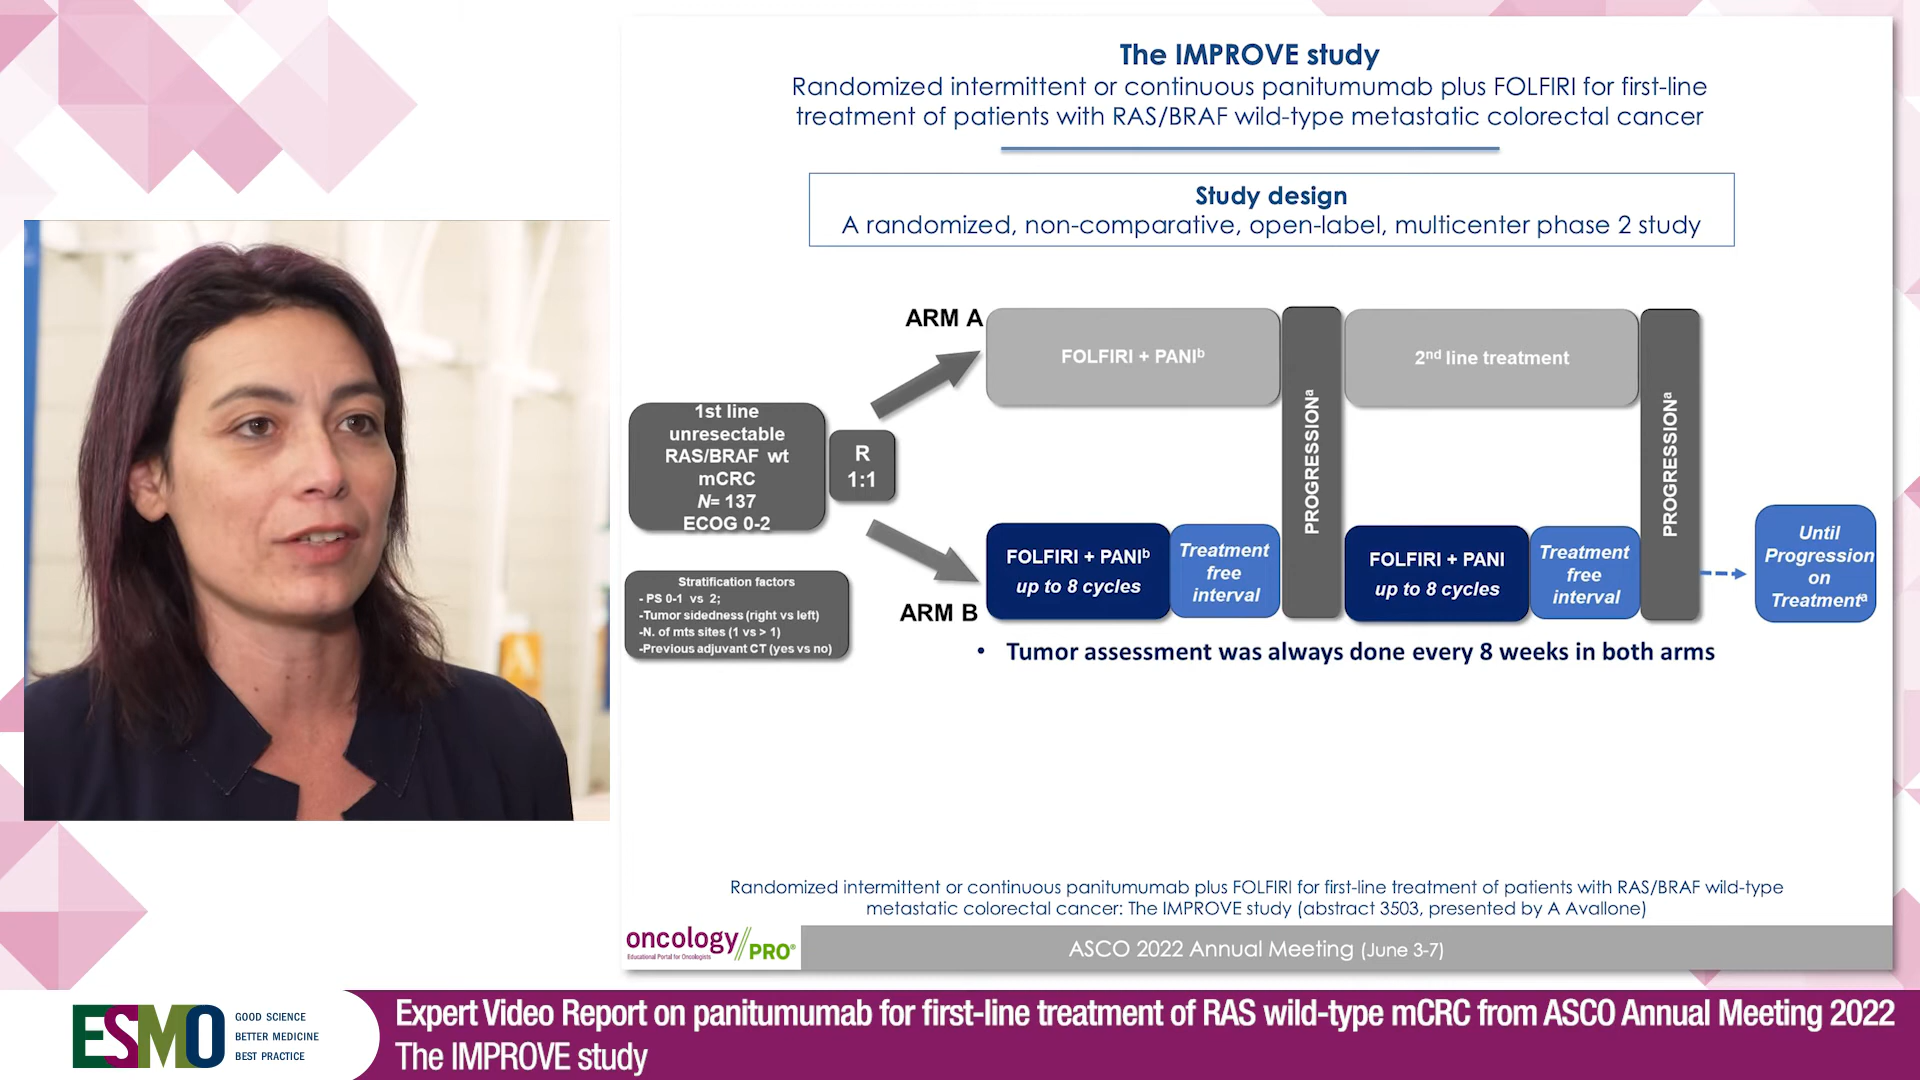 The IMPROVE study
Randomized intermittent or continuous panitumumab plus FOLFIRI for first-line
treatment of patients with RAS/BRAF wild-type metastatic colorectal cancer
Study design
A randomized, non-comparative, open-label, multicenter phase 2 study
ARM A
FOLFIRI + PANIᵇ
PROGRESSIONᵃ
2ⁿᵈ line treatment
PROGRESSIONᵃ
1st line
unresectable
RAS/BRAF wt
mCRC
N= 137
ECOG 0-2
R
1:1
Stratification factors
- PS 0-1 vs 2;
-Tumor sidedness (right vs left)
-N. of mts sites (1 vs > 1)
-Previous adjuvant CT (yes vs no)
ARM B
FOLFIRI + PANIᵇ
up to 8 cycles
Treatment
free
interval
FOLFIRI + PANI
up to 8 cycles
Treatment
free
interval
Until
Progression
on
Treatmentᵃ
• Tumor assessment was always done every 8 weeks in both arms
Randomized intermittent or continuous panitumumab plus FOLFIRI for first-line treatment of patients with RAS/BRAF wild-type
metastatic colorectal cancer: The IMPROVE study (abstract 3503, presented by A Avallone)
oncology//PRO®
Educational Portal for Oncologists
ASCO 2022 Annual Meeting (June 3-7)
ESMO
GOOD SCIENCE
BETTER MEDICINE
BEST PRACTICE
Expert Video Report on panitumumab for first-line treatment of RAS wild-type mCRC from ASCO Annual Meeting 2022
The IMPROVE study